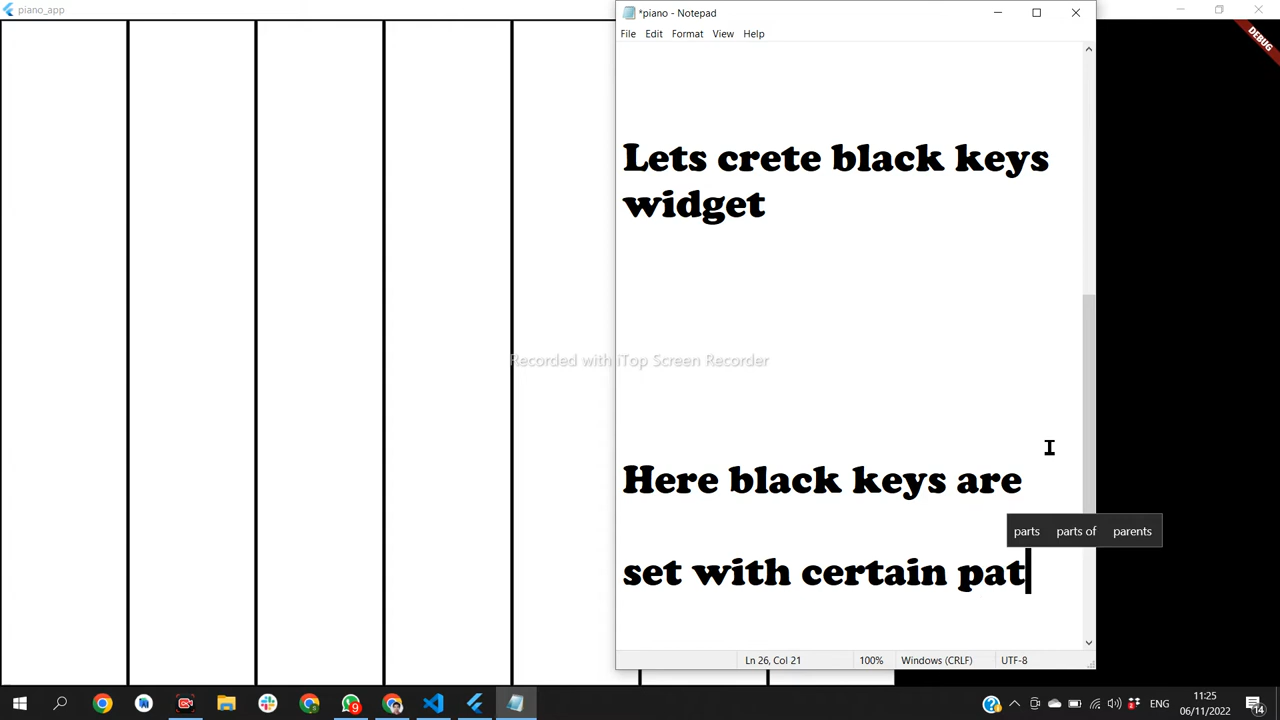 piano_app
*piano - Notepad
File Edit Format View Help
DEBUG
Lets crete black keys
widget
Recorded with iTop Screen Recorder
Here black keys are
parts parts of parents
set with certain pat
Ln 26, Col 21 100% Windows (CRLF) UTF-8
9
ENG
11:25
06/11/2022
14